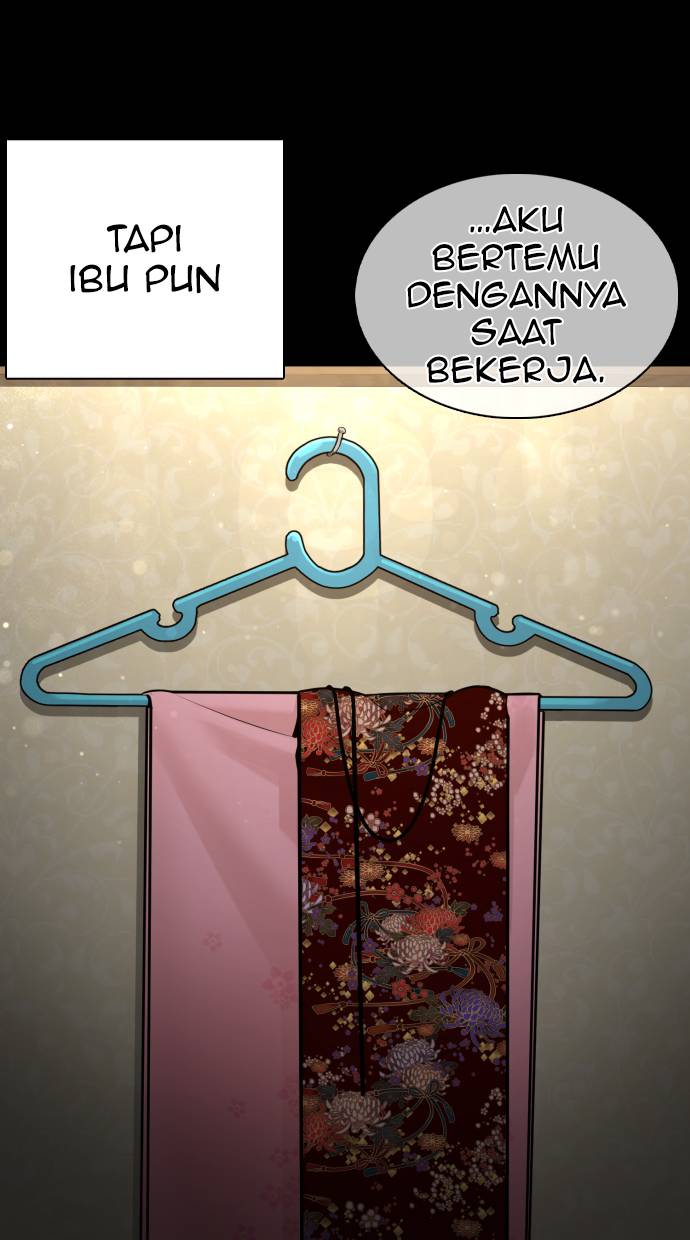 TAPI
IBU PUN
...AKU
BERTEMU
DENGANNYA
SAAT
BEKERJA.